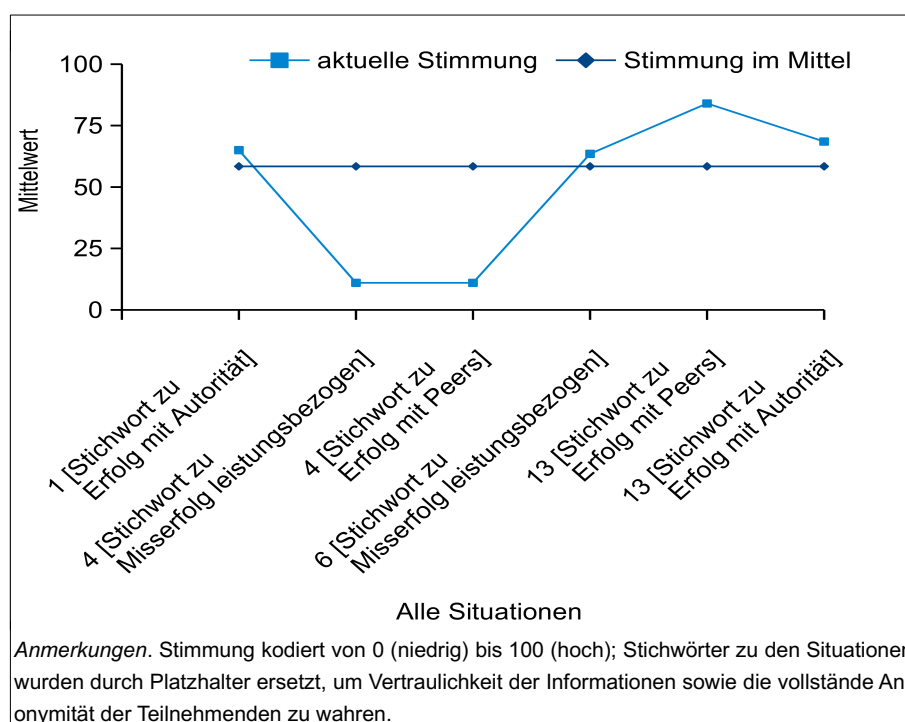 aktuelle Stimmung
Stimmung im Mittel
Mittelwert
100
75
50
25
0
1 [Stichwort zu
Erfolg mit Autorität]
4 [Stichwort zu
Misserfolg leistungsbezogen]
4 [Stichwort zu
Erfolg mit Peers]
6 [Stichwort zu
Misserfolg leistungsbezogen]
13 [Stichwort zu
Erfolg mit Peers]
13 [Stichwort zu
Erfolg mit Autorität]
Alle Situationen
Anmerkungen. Stimmung kodiert von 0 (niedrig) bis 100 (hoch); Stichwörter zu den Situationen
wurden durch Platzhalter ersetzt, um Vertraulichkeit der Informationen sowie die vollstände An-
onymität der Teilnehmenden zu wahren.